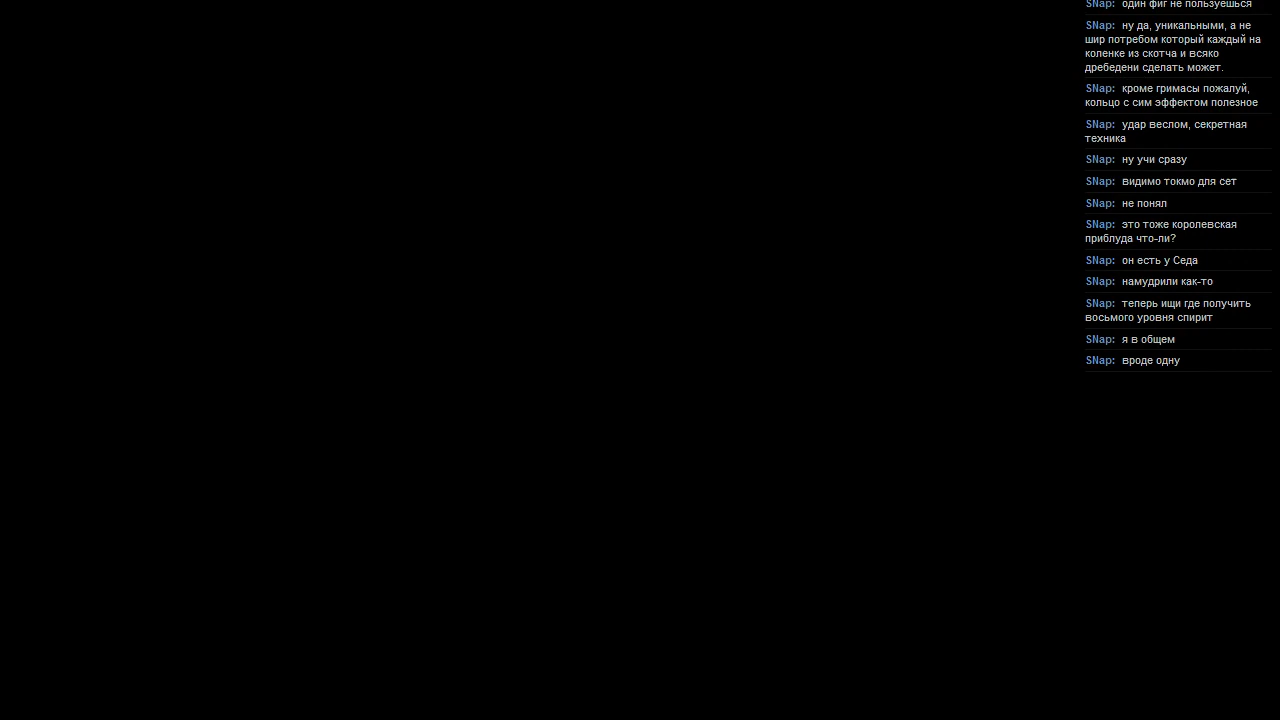 SNap: один фиг не пользуешься
SNap: ну да, уникальными, а не
шир потребом который каждый на
коленке из скотча и всяко
дребедени сделать может.
SNap: кроме гримасы пожалуй,
кольцо с сим эффектом полезное
SNap: удар веслом, секретная
техника
SNap: ну учи сразу
SNap: видимо токмо для сет
SNap: не понял
SNap: это тоже королевская
приблуда что-ли?
SNap: он есть у Седа
SNap: намудрили как-то
SNap: теперь ищи где получить
восьмого уровня спирит
SNap: я в общем
SNap: вроде одну